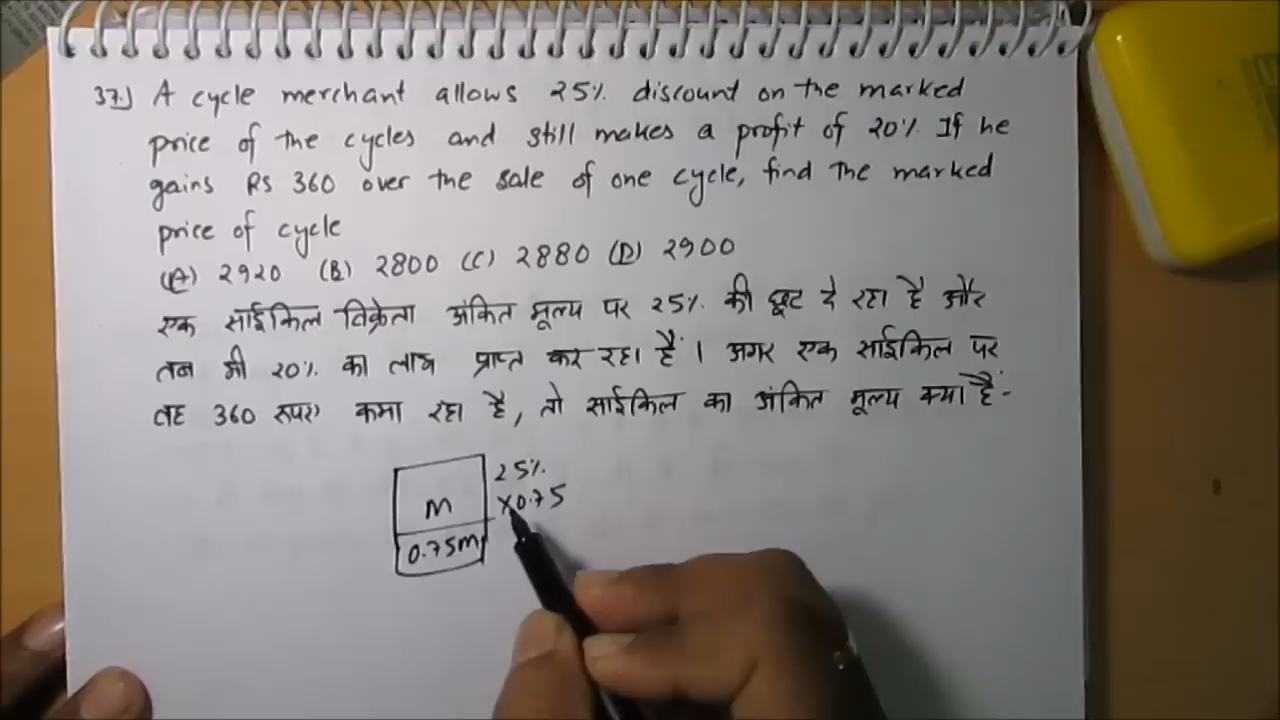 37.) A cycle merchant allows 25% discount on the marked
price of the cycles and still makes a profit of 20%. If he
gains RS 360 over the sale of one cycle, find the marked
price of cycle
(A) 2920 (B) 2800 (C) 2880 (D) 2900
एक साईकिल विक्रेता अंकित मूल्य पर 25% की छूट दे रहा है और
तब भी 20% का लाभ प्राप्त कर रहा है । अगर एक साईकिल पर
वह 360 रुपए कमा रहा है, तो साईकिल का अंकित मूल्य क्या है -
25%
M ×0.75
0.75M